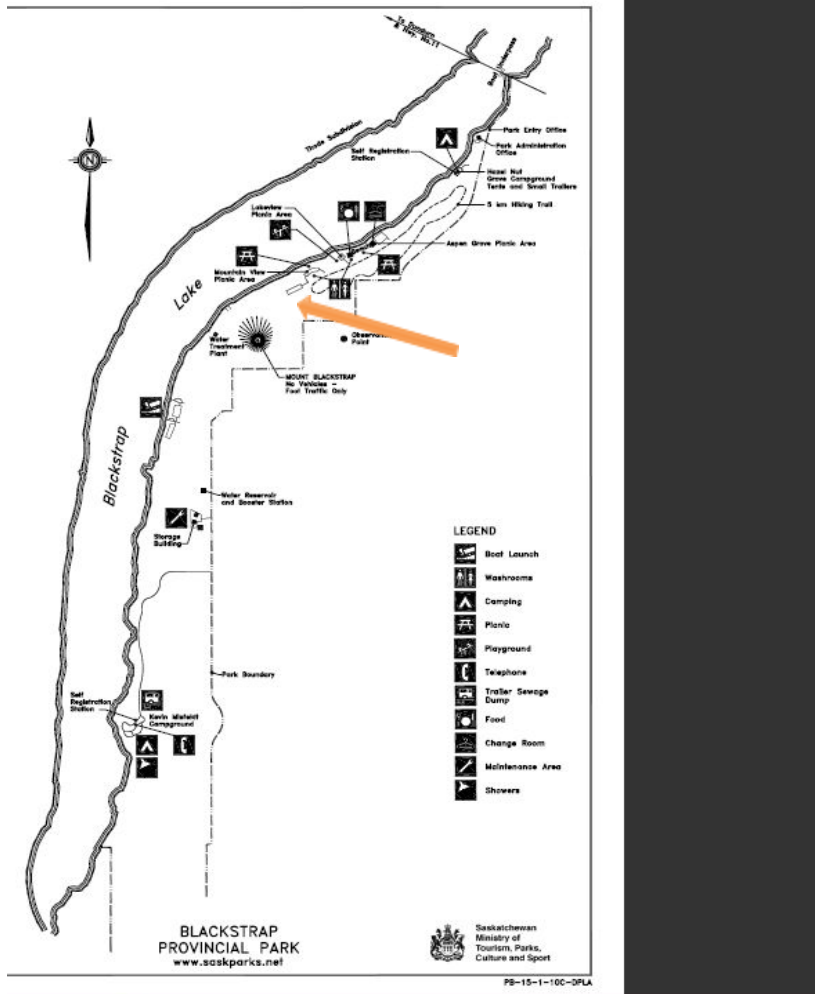 To Dundurn
& Hwy. No.11
Boat Underpass
Thode Subdivision
Park Entry Office
Park Administration
Office
Self Registration
Station
Hazel Nut
Grove Campground
Tents and Small Trailers
5 km Hiking Trail
Lakeview
Picnic Area
Aspen Grove Picnic Area
Mountain View
Picnic Area
N
Lake
Blackstrap
Water
Treatment
Plant
Point
MOUNT BLACKSTRAP
No Vehicles –
Foot Traffic Only
Water Reservoir
and Booster Station
Storage
Building
Park Boundary
Self
Registration
Station
Kevin Misfeldt
Campground
LEGEND
Boat Launch
Washrooms
Camping
Picnic
Playground
Telephone
Trailer Sewage
Dump
Food
Change Room
Maintenance Area
Showers
BLACKSTRAP
PROVINCIAL PARK
www.saskparks.net
Saskatchewan
Ministry of
Tourism, Parks,
Culture and Sport
PB-15-1-10C-DPLA